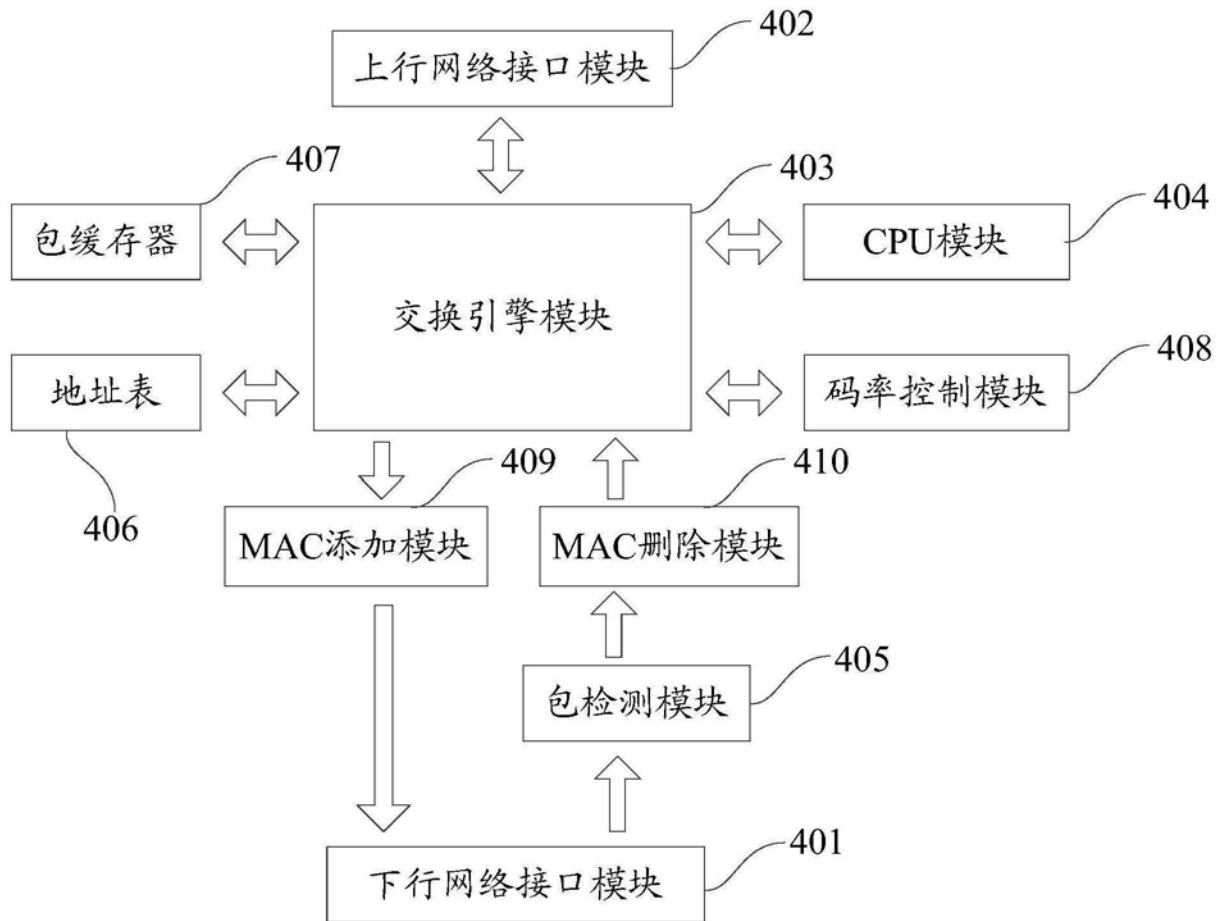 402
上行网络接口模块
407
403
404
包缓存器
CPU模块
交换引擎模块
408
地址表
码率控制模块
409
410
406
MAC添加模块
MAC删除模块
405
包检测模块
401
下行网络接口模块